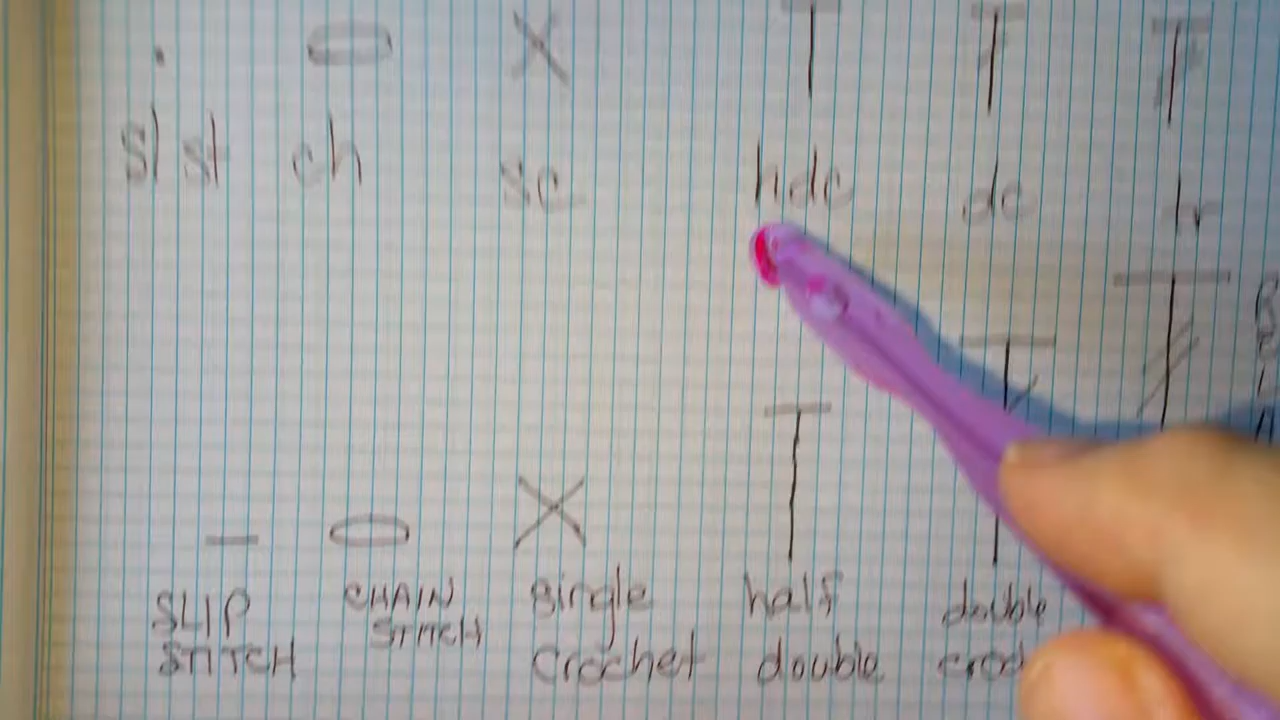 sl st ch sc hdc dc tr
SLIP CHAIN single half double
STITCH STITCH crochet double